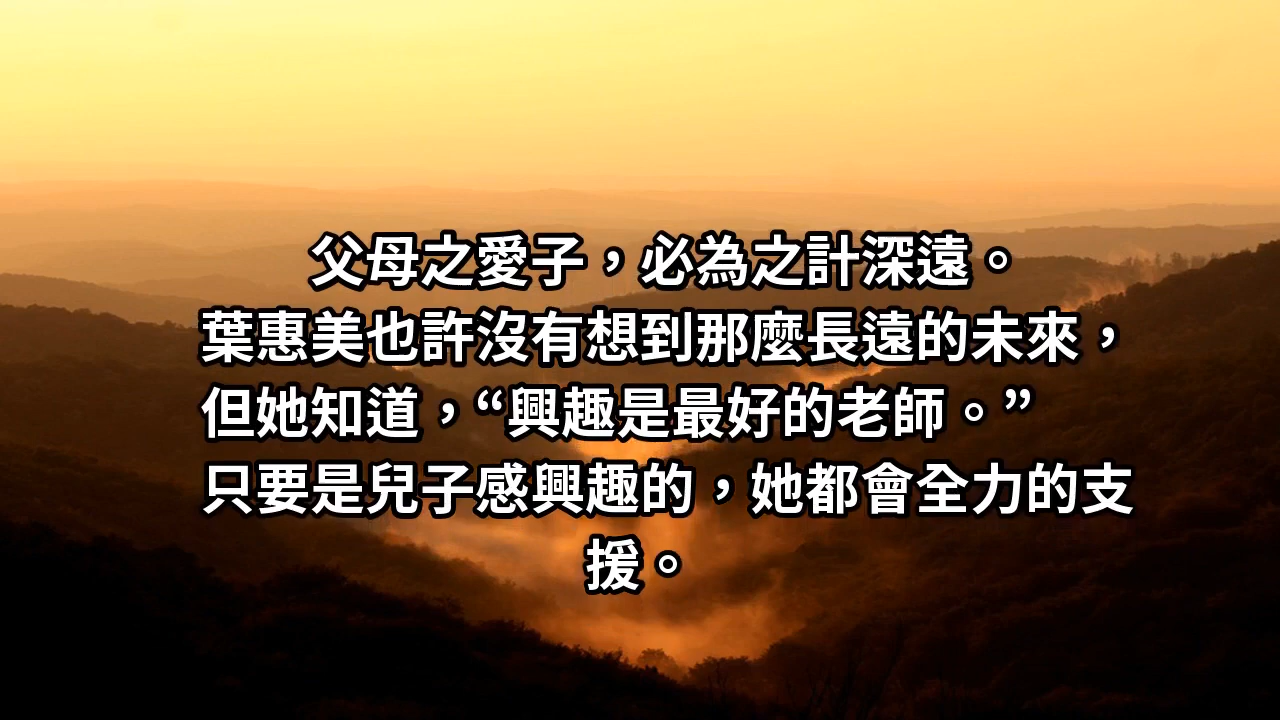 父母之愛子，必為之計深遠。
葉惠美也許沒有想到那麼長遠的未來，
但她知道，“興趣是最好的老師。”
只要是兒子感興趣的，她都會全力的支
援。